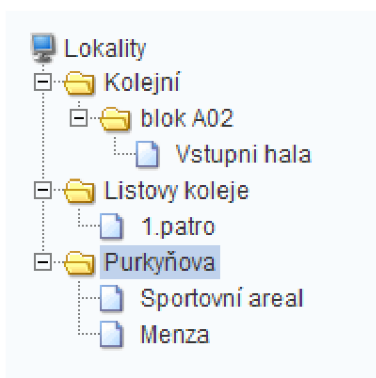 Lokality
Kolejní
blok A02
Vstupni hala
Listovy koleje
1.patro
Purkyňova
Sportovní areal
Menza